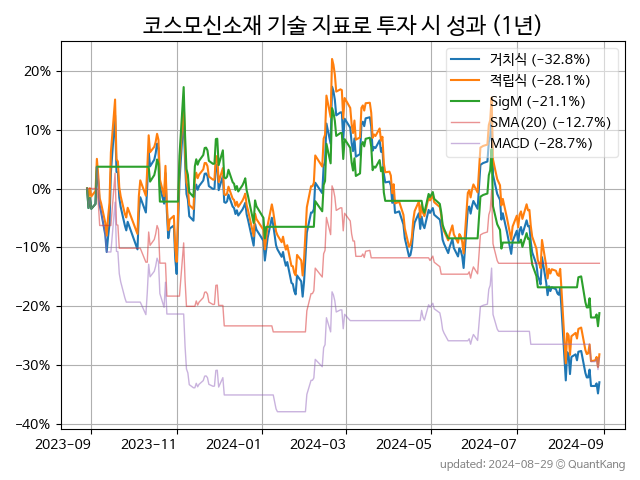 코스모신소재 기술 지표로 투자 시 성과 (1년)
거치식 (−32.8%)
적립식 (−28.1%)
SigM (−21.1%)
SMA(20) (−12.7%)
MACD (−28.7%)
20%
10%
0%
−10%
−20%
−30%
−40%
2023-09
2023-11
2024-01
2024-03
2024-05
2024-07
2024-09
updated: 2024-08-29 © QuantKang